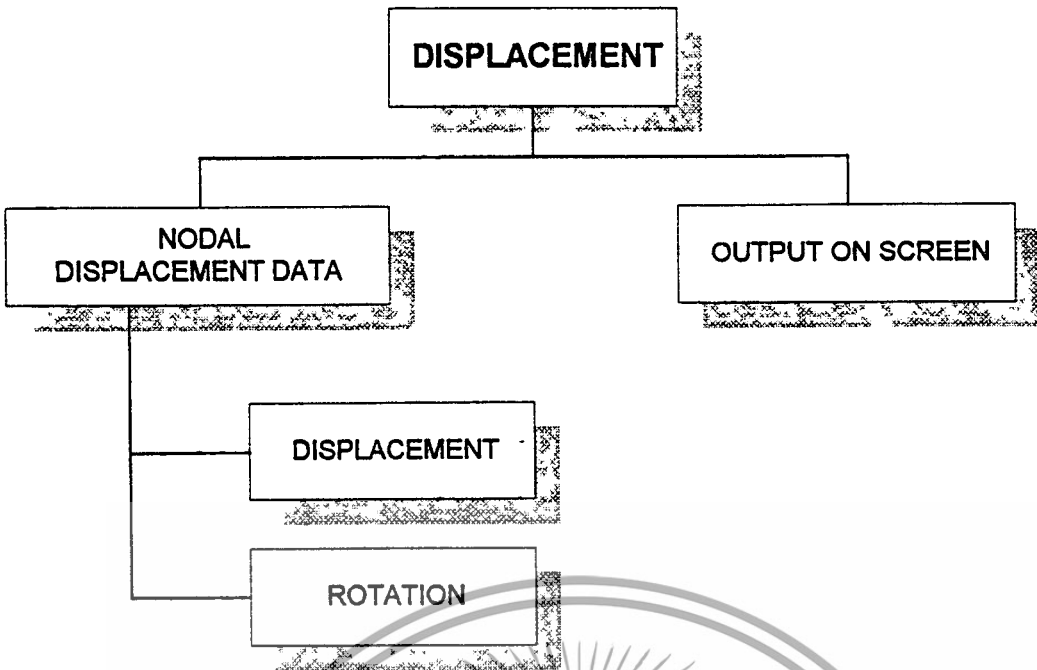 DISPLACEMENT
NODAL
DISPLACEMENT DATA
OUTPUT ON SCREEN
DISPLACEMENT
ROTATION